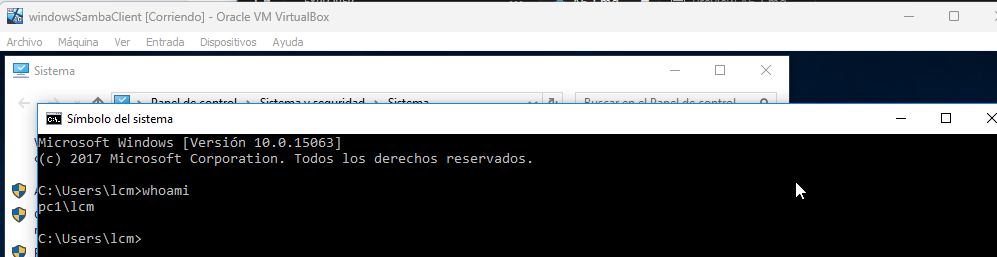 windowsSambaClient [Corriendo] - Oracle VM VirtualBox
Archivo Máquina Ver Entrada Dispositivos Ayuda
Sistema
Panel de control Sistema y seguridad Sistema
Buscar en el Panel de control
Símbolo del sistema
Microsoft Windows [Versión 10.0.15063]
(c) 2017 Microsoft Corporation. Todos los derechos reservados.
C:\Users\lcm>whoami
pc1\lcm
C:\Users\lcm>